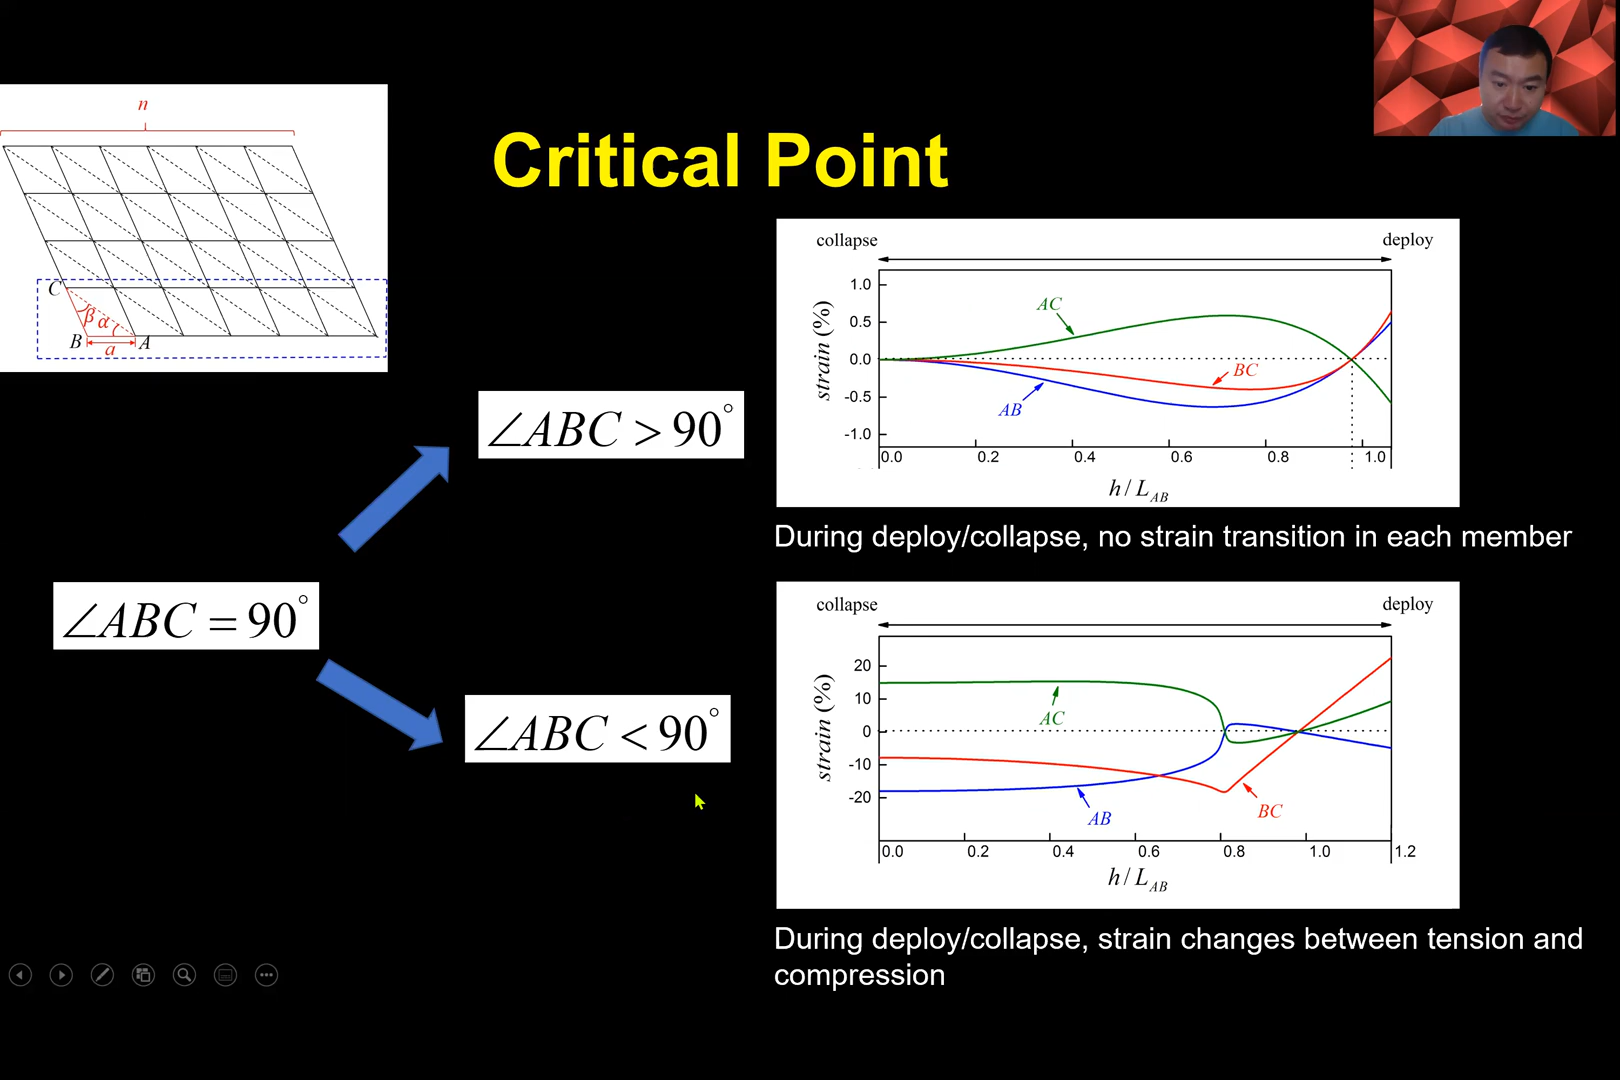 Critical Point
n
C
β α
B
a
A
∠ABC > 90°
∠ABC = 90°
∠ABC < 90°
collapse deploy
strain (%)
1.0
0.5
0.0
-0.5
-1.0
AC
BC
AB
0.0 0.2 0.4 0.6 0.8 1.0
h / L_AB
During deploy/collapse, no strain transition in each member
collapse deploy
strain (%)
20
10
0
-10
-20
AC
AB
BC
0.0 0.2 0.4 0.6 0.8 1.0 1.2
h / L_AB
During deploy/collapse, strain changes between tension and
compression